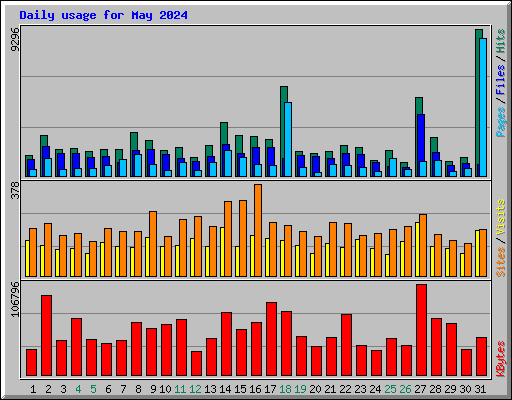 Daily usage for May 2024
9296
Pages / Files / Hits
378
Sites / Visits
106796
KBytes
1 2 3 4 5 6 7 8 9 10 11 12 13 14 15 16 17 18 19 20 21 22 23 24 25 26 27 28 29 30 31